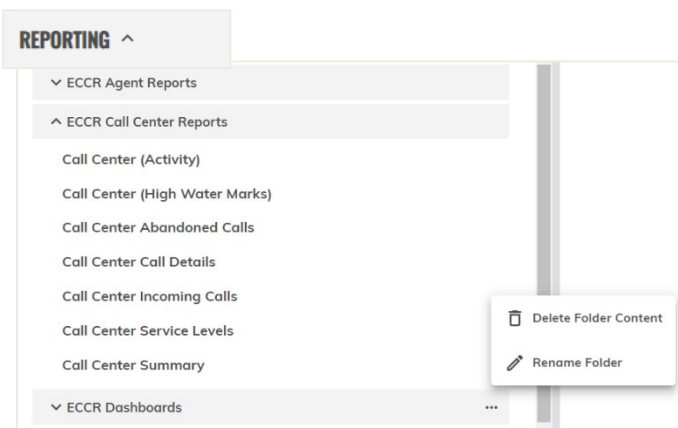 REPORTING
ECCR Agent Reports
ECCR Call Center Reports
Call Center (Activity)
Call Center (High Water Marks)
Call Center Abandoned Calls
Call Center Call Details
Call Center Incoming Calls
Call Center Service Levels
Call Center Summary
Delete Folder Content
Rename Folder
ECCR Dashboards